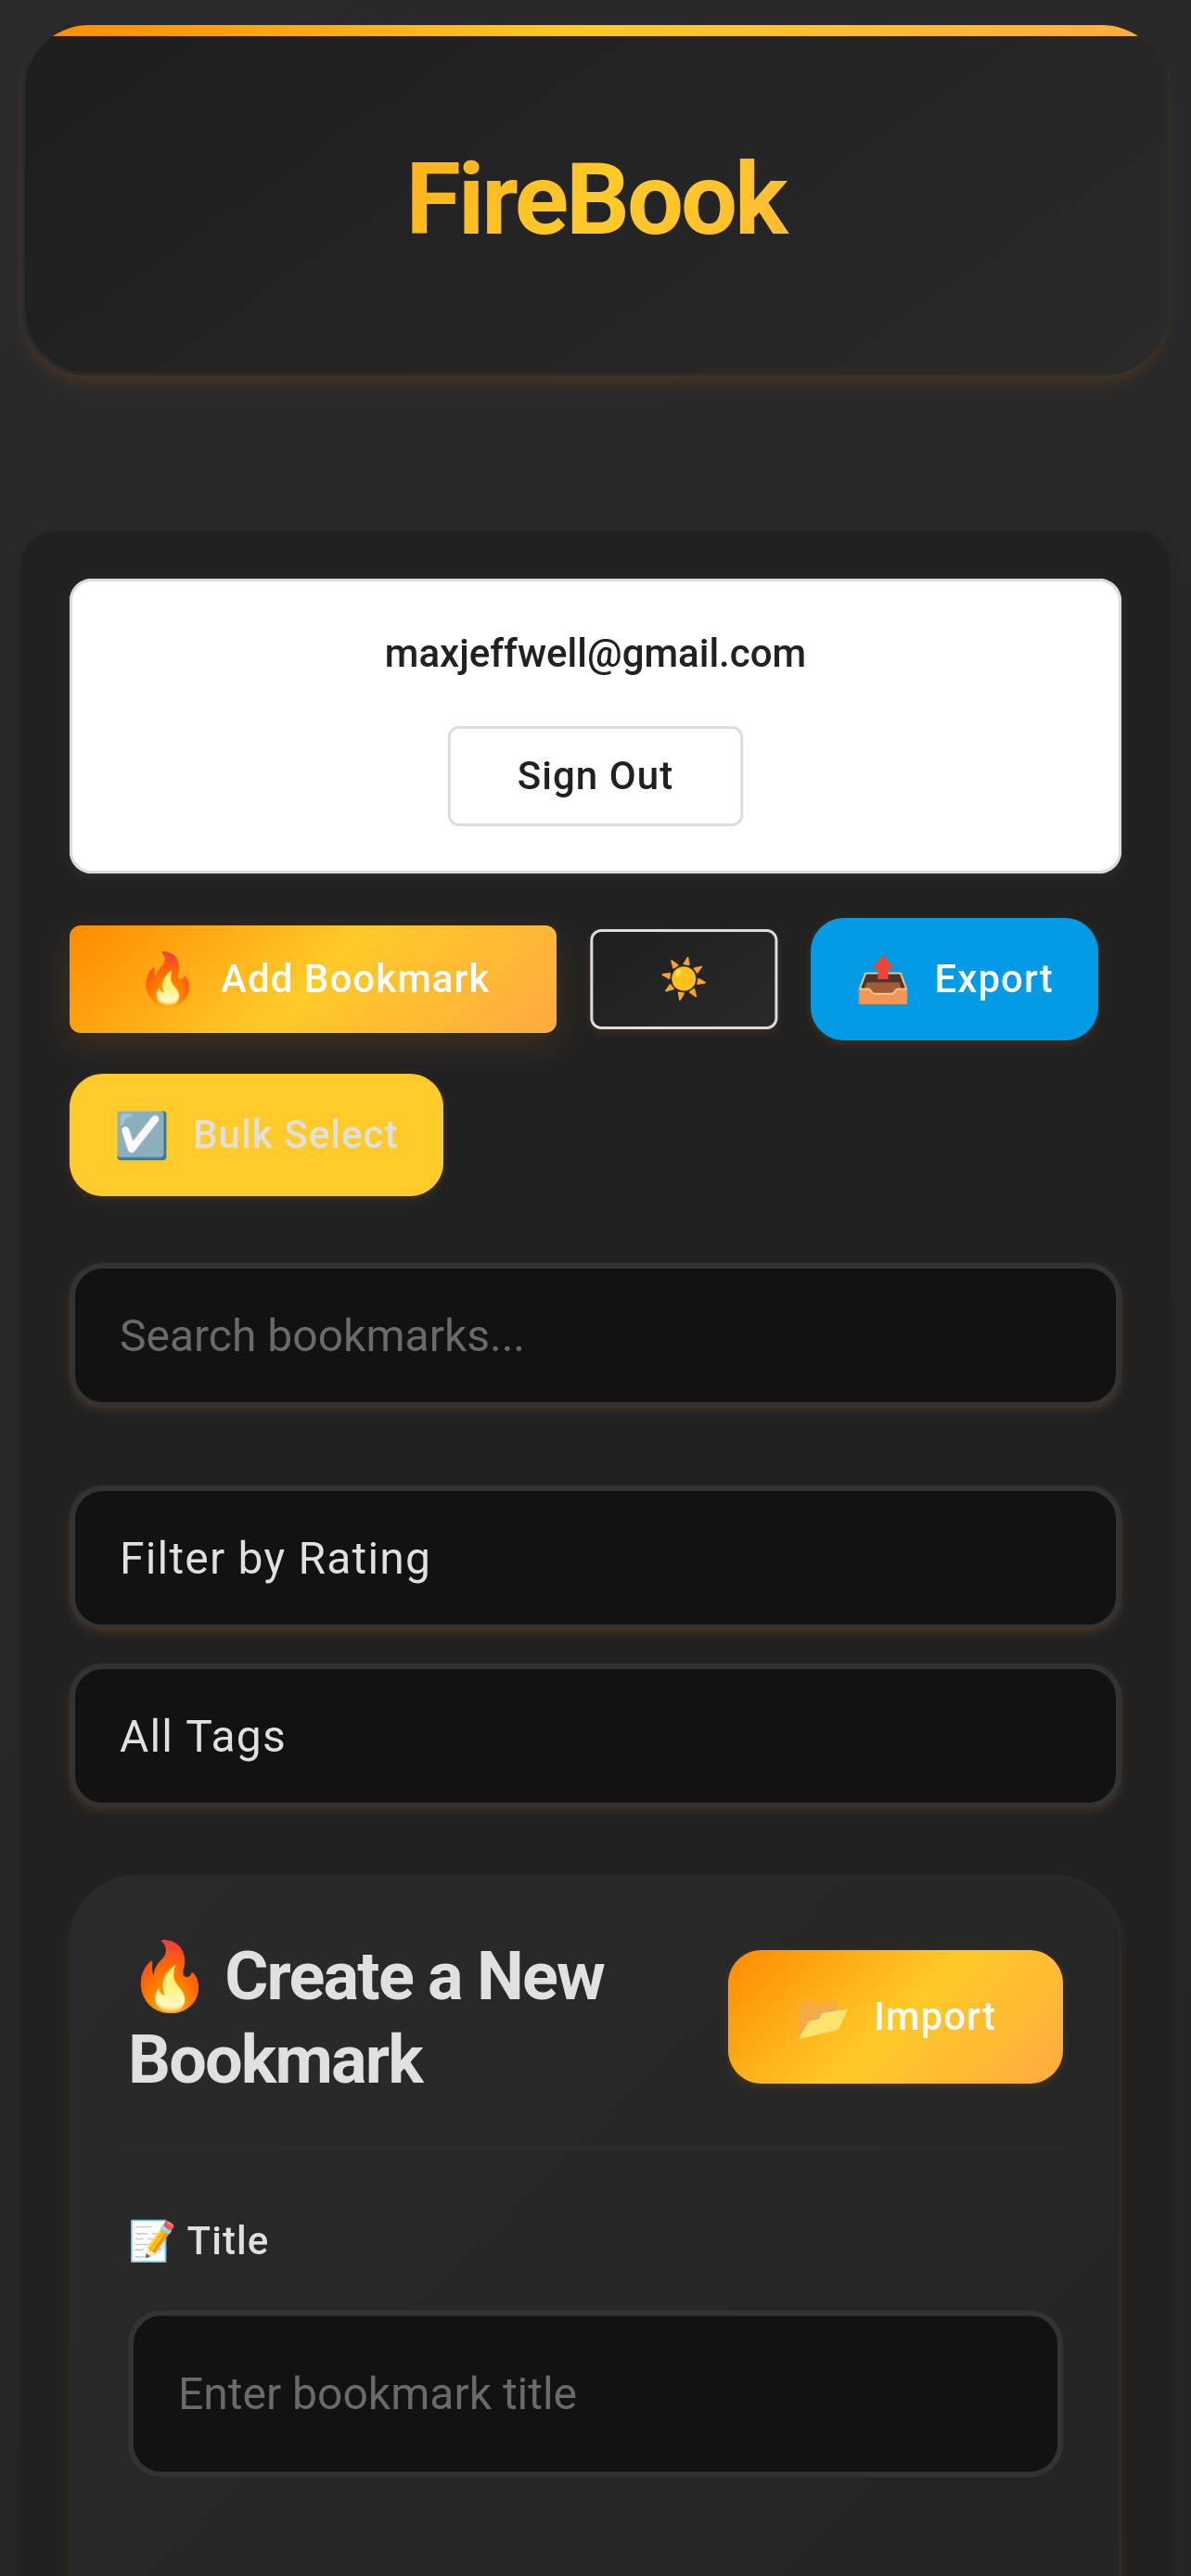 FireBook
maxjeffwell@gmail.com
Sign Out
🔥 Add Bookmark
☀️
📤 Export
☑️ Bulk Select
Search bookmarks...
Filter by Rating
All Tags
🔥 Create a New
Bookmark
📂 Import
📝 Title
Enter bookmark title